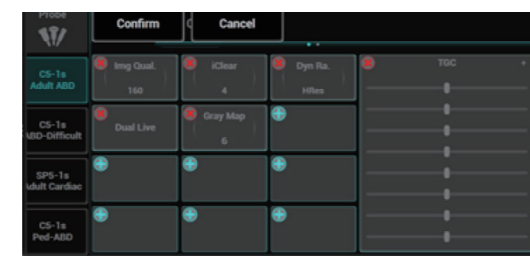 Probe
Confirm
Cancel
C5-1s
Adult ABD
Img Qual.
160
iClear
4
Dyn Ra.
HRes
TGC
+
C5-1s
ABD-Difficult
Dual Live
Gray Map
6
SP5-1s
Adult Cardiac
C5-1s
Ped-ABD